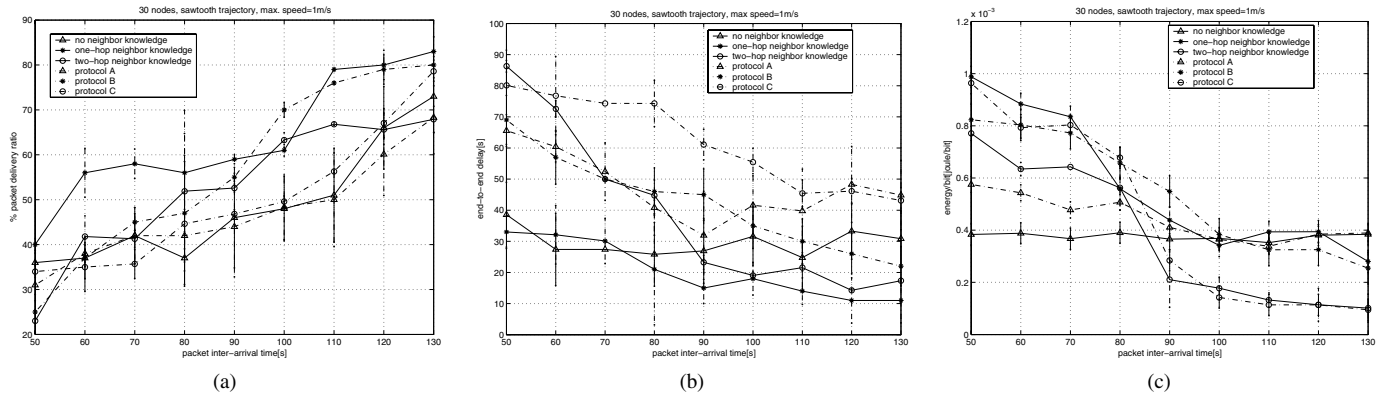 30 nodes, sawtooth trajectory, max. speed=1m/s
90
80
70
60
50
40
30
20
% packet delivery ratio
no neighbor knowledge
one-hop neighbor knowledge
two-hop neighbor knowledge
protocol A
protocol B
protocol C
50 60 70 80 90 100 110 120 130
packet inter-arrival time[s]
(a)
30 nodes, sawtooth trajectory, max speed=1m/s
100
90
80
70
60
50
40
30
20
10
0
end-to-end delay[s]
no neighbor knowledge
one-hop neighbor knowledge
two-hop neighbor knowledge
protocol A
protocol B
protocol C
50 60 70 80 90 100 110 120 130
packet inter-arrival time[s]
(b)
30 nodes, sawtooth trajectory, max speed=1m/s
x 10⁻³
1.2
1
0.8
0.6
0.4
0.2
0
energy/bit[joule/bit]
no neighbor knowledge
one-hop neighbor knowledge
two-hop neighbor knowledge
protocol A
protocol B
protocol C
50 60 70 80 90 100 110 120 130
packet inter-arrival time[s]
(c)